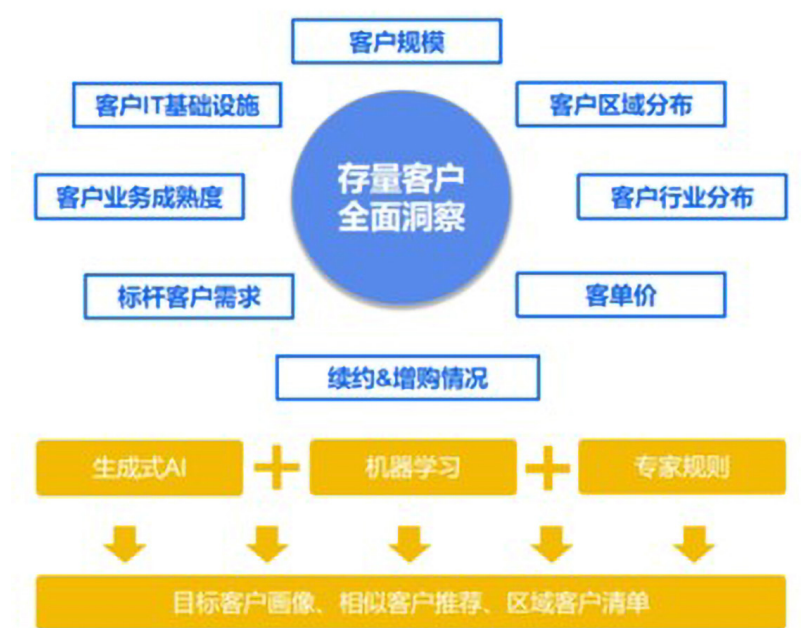 客户规模
客户IT基础设施
客户区域分布
存量客户
全面洞察
客户业务成熟度
客户行业分布
标杆客户需求
客单价
续约&增购情况
生成式AI
机器学习
专家规则
目标客户画像、相似客户推荐、区域客户清单